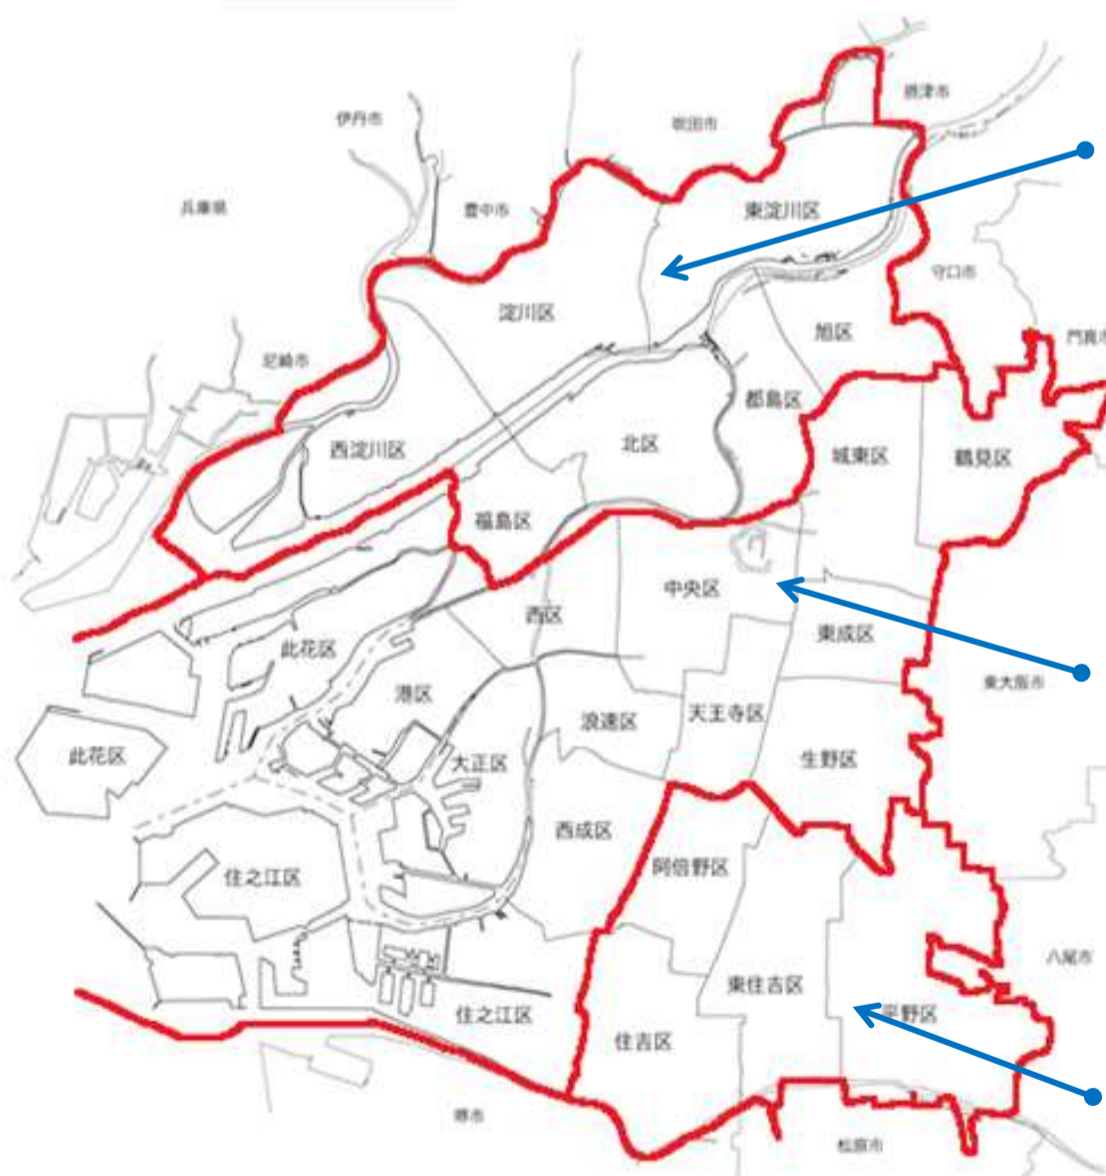 摂津市
伊丹市
吹田市
兵庫県
豊中市
東淀川区
守口市
淀川区
旭区
門真市
尼崎市
都島区
西淀川区
北区
城東区
鶴見区
福島区
中央区
西区
東成区
此花区
東大阪市
港区
浪速区
天王寺区
此花区
大正区
生野区
西成区
阿倍野区
住之江区
八尾市
東住吉区
平野区
住之江区
住吉区
堺市
松原市